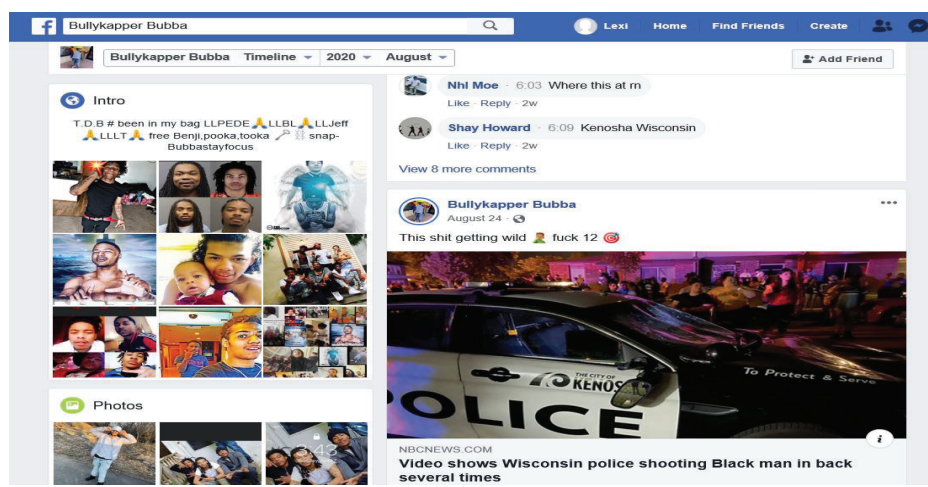 f
Bullykapper Bubba
Lexi
Home
Find Friends
Create
Bullykapper Bubba Timeline 2020 August
Add Friend
Intro
T.D.B # been in my bag LLPEDE🙏LLBL🙏LLJeff
🙏LLLT🙏 free Benji,pooka,tooka 🗝⛓ snap-
Bubbastayfocus
Photos
Nhl Moe · 6:03 Where this at rn
Like · Reply · 2w
Shay Howard · 6:09 Kenosha Wisconsin
Like · Reply · 2w
View 8 more comments
Bullykapper Bubba
August 24 ·
This shit getting wild 🤦🏾‍♂️ fuck 12 🎯
THE CITY OF
KENOS
POLICE
To Protect & Serve
i
NBCNEWS.COM
Video shows Wisconsin police shooting Black man in back
several times